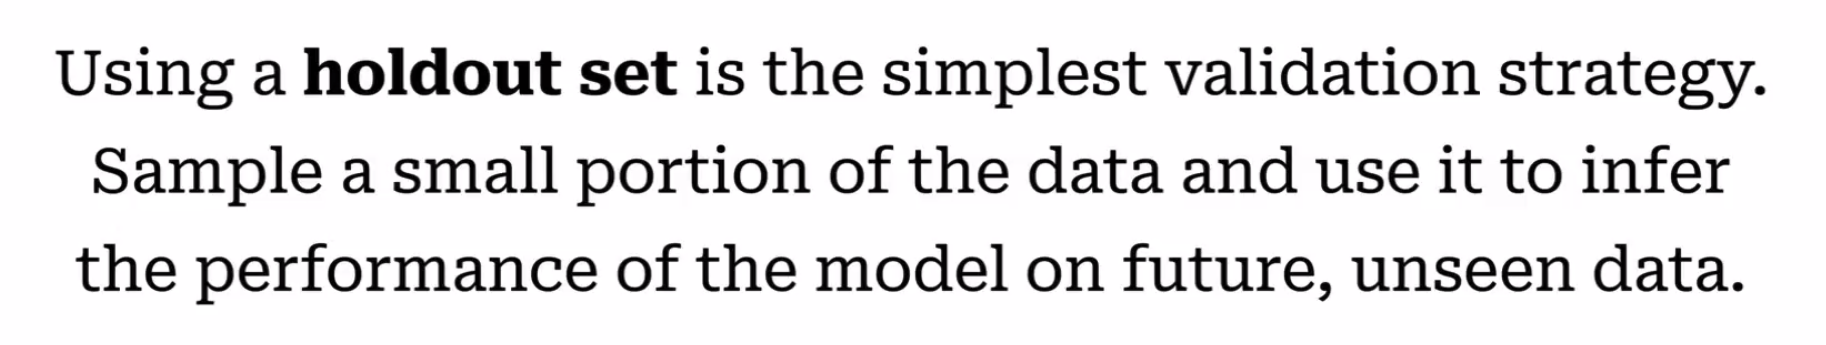 Using a holdout set is the simplest validation strategy.
Sample a small portion of the data and use it to infer
the performance of the model on future, unseen data.